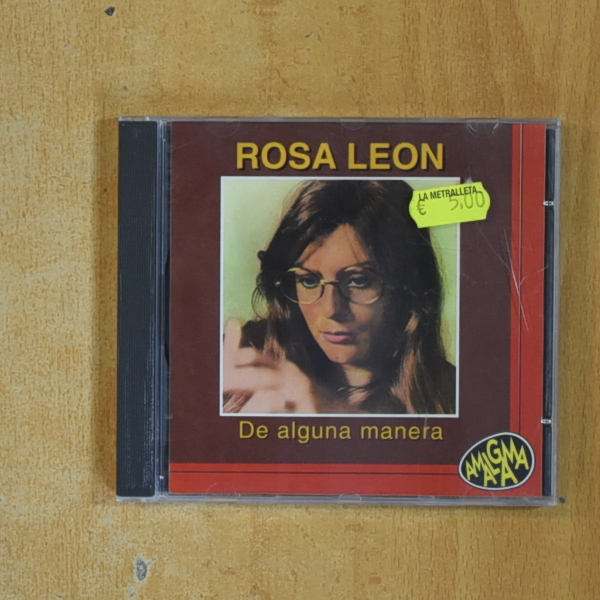 ROSA LEON
LA METRALLETA
€ 5,00
De alguna manera
AMALGAMA